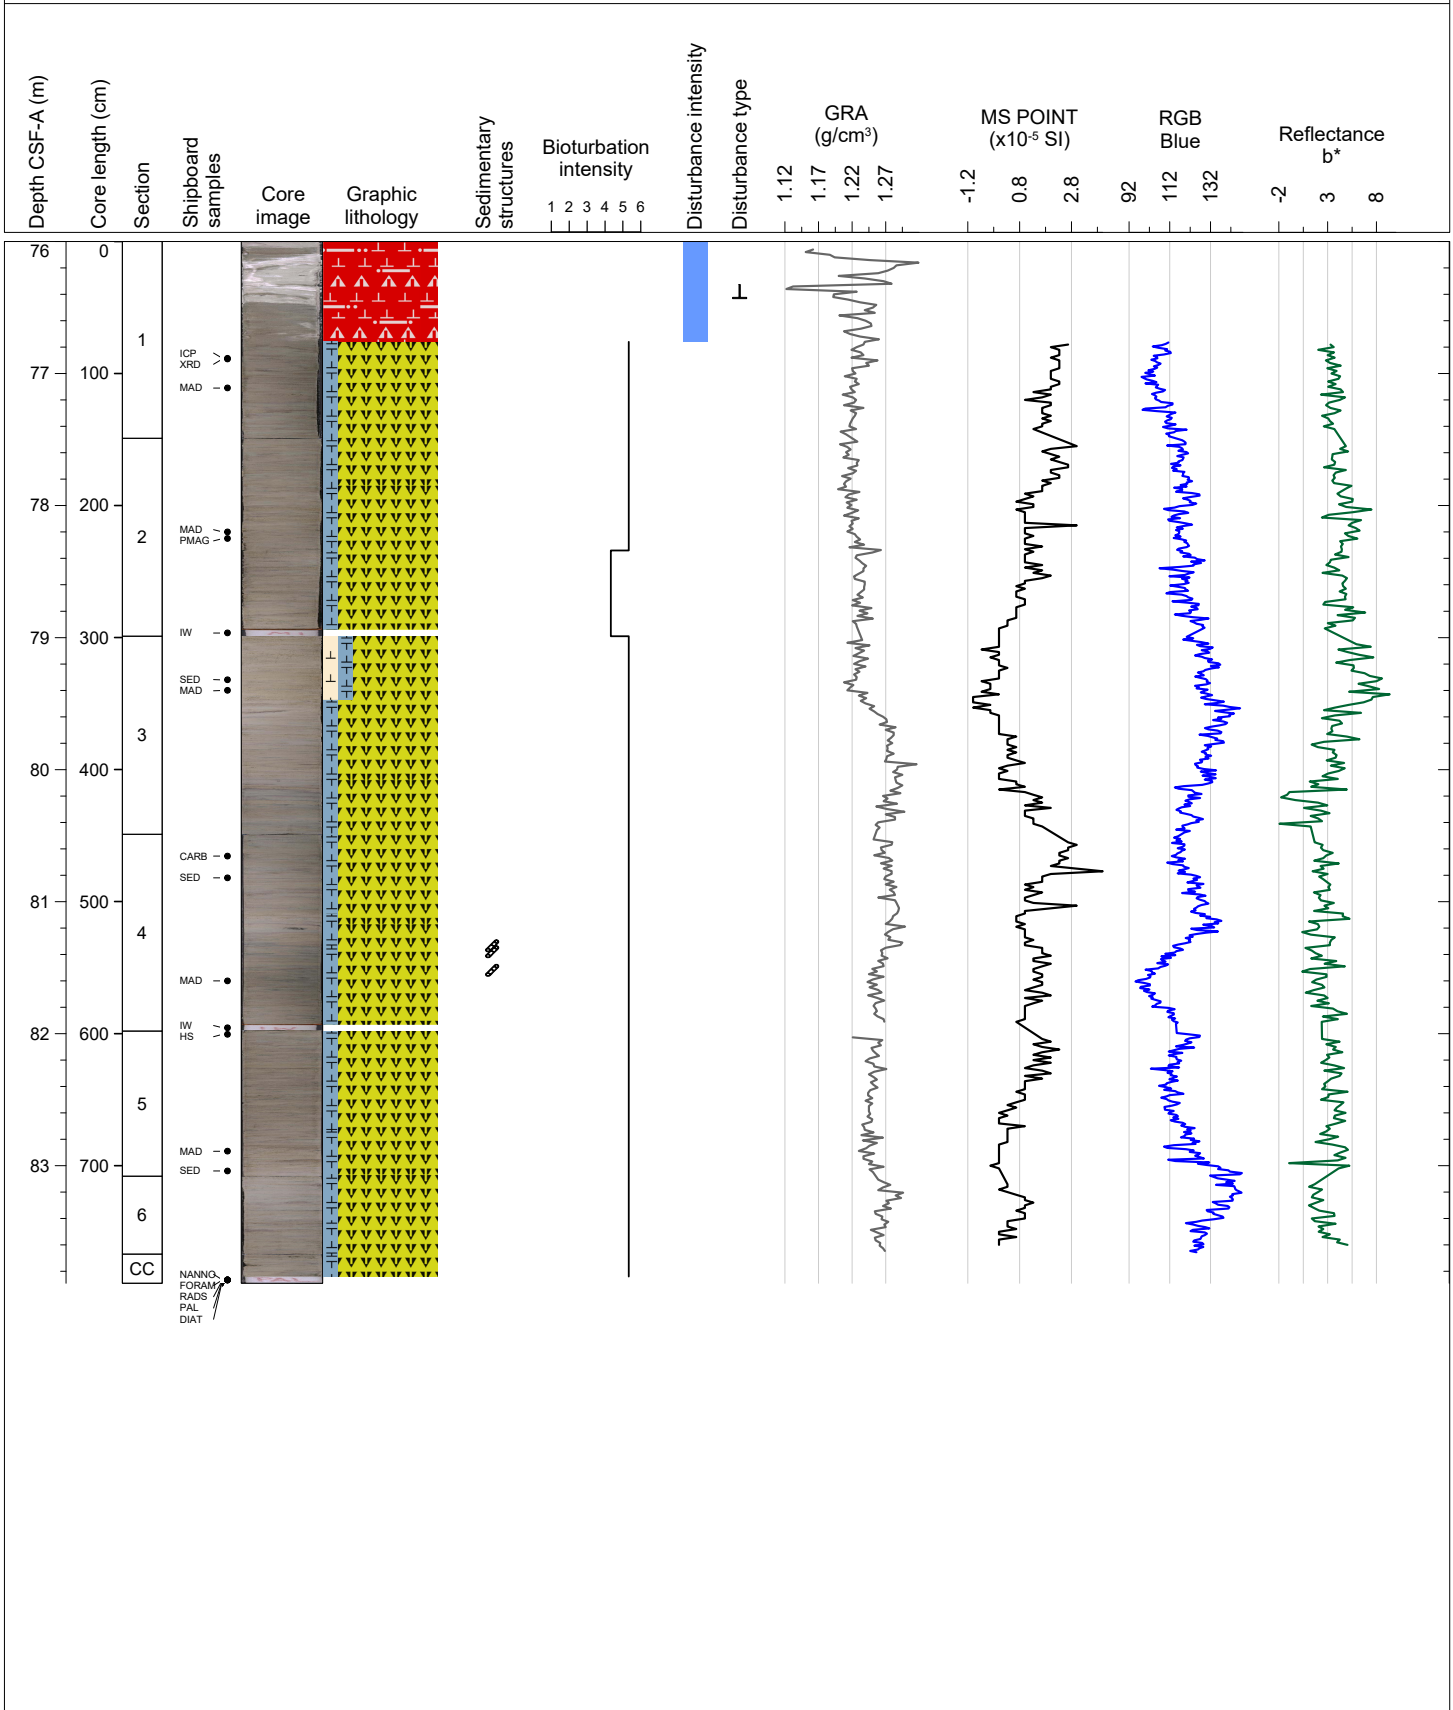 Depth CSF-A (m)
Core length (cm)
Section
Shipboard
samples
Core
image
Graphic
lithology
Sedimentary
structures
Bioturbation
intensity
1 2 3 4 5 6
Disturbance intensity
Disturbance type
GRA
(g/cm³)
1.12
1.17
1.22
1.27
MS POINT
(x10⁻⁵ SI)
-1.2
0.8
2.8
RGB
Blue
92
112
132
Reflectance
b*
-2
3
8
76
77
78
79
80
81
82
83
0
100
200
300
400
500
600
700
1
2
3
4
5
6
CC
ICP
XRD
MAD
MAD
PMAG
IW
SED
MAD
CARB
SED
MAD
IW
HS
MAD
SED
NANNO
FORAM
RADS
PAL
DIAT